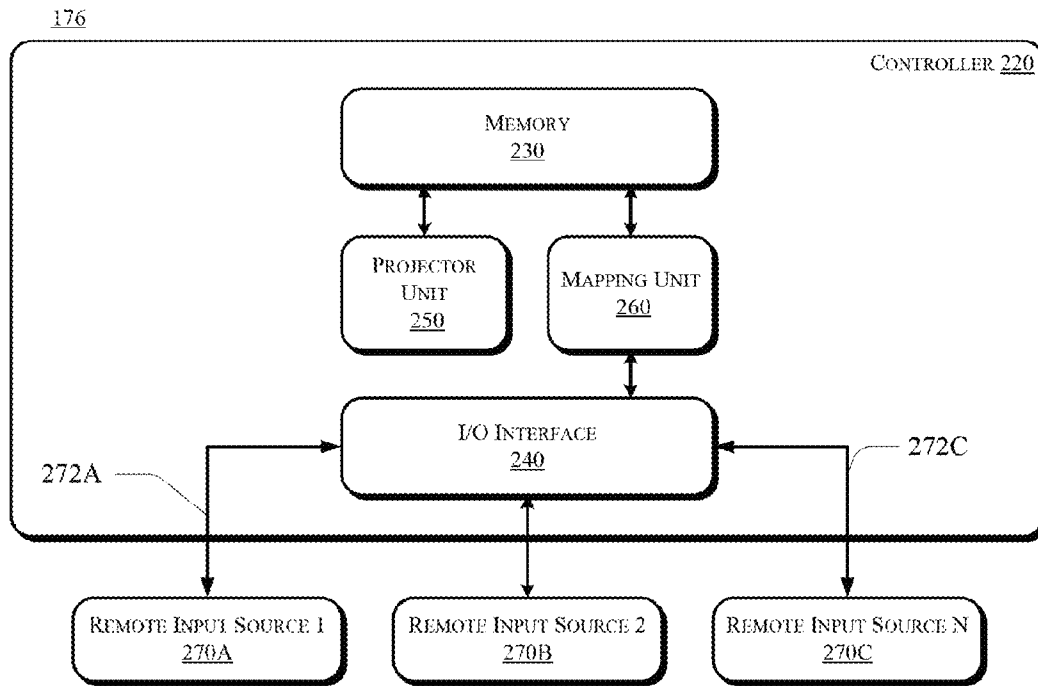 176
CONTROLLER 220
MEMORY
230
PROJECTOR
UNIT
250
MAPPING UNIT
260
I/O INTERFACE
240
272A
272C
REMOTE INPUT SOURCE 1
270A
REMOTE INPUT SOURCE 2
270B
REMOTE INPUT SOURCE N
270C